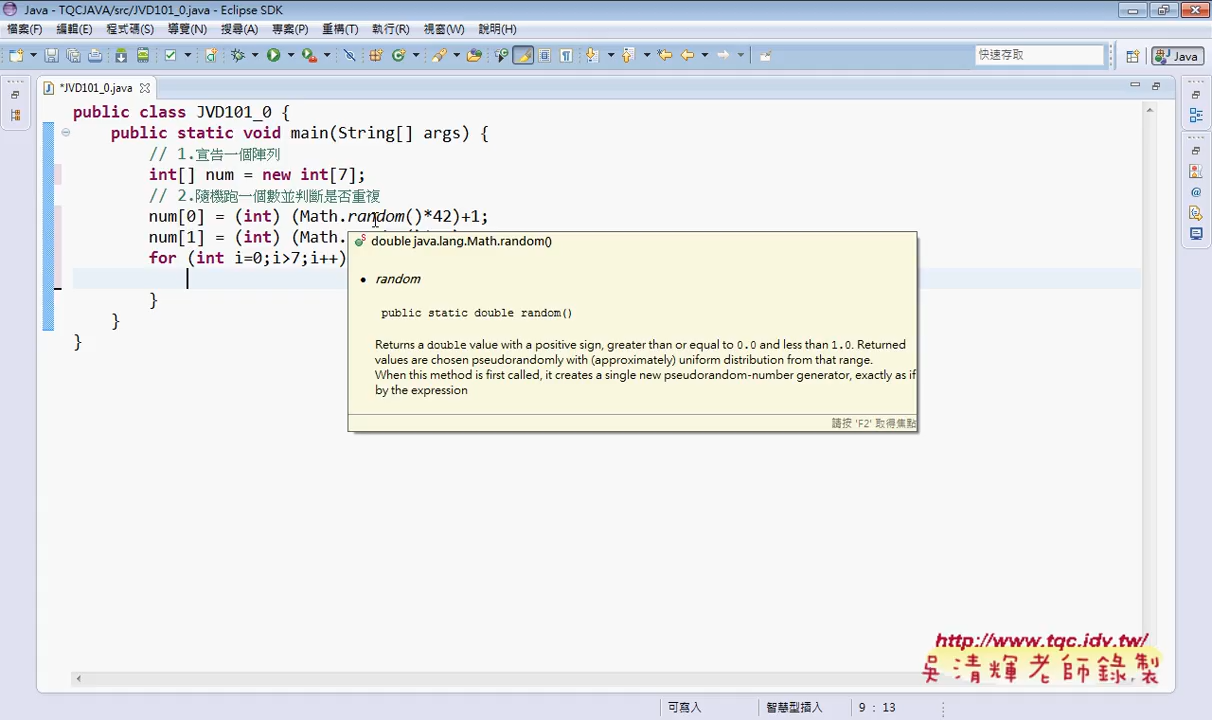 Java - TQCJAVA/src/JVD101_0.java - Eclipse SDK
檔案(F) 編輯(E) 程式碼(S) 導覽(N) 搜尋(A) 專案(P) 重構(T) 執行(R) 視窗(W) 說明(H)
快速存取
Java
*JVD101_0.java
public class JVD101_0 {
public static void main(String[] args) {
// 1.宣告一個陣列
int[] num = new int[7];
// 2.隨機跑一個數並判斷是否重複
num[0] = (int) (Math.random()*42)+1;
num[1] = (int) (Math.
for (int i=0;i>7;i++)
}
}
}
double java.lang.Math.random()
• random
public static double random()
Returns a double value with a positive sign, greater than or equal to 0.0 and less than 1.0. Returned
values are chosen pseudorandomly with (approximately) uniform distribution from that range.
When this method is first called, it creates a single new pseudorandom-number generator, exactly as if
by the expression
請按 'F2' 取得焦點
http://www.tqc.idv.tw/
吳清輝老師錄製
可寫入 智慧型插入 9 : 13